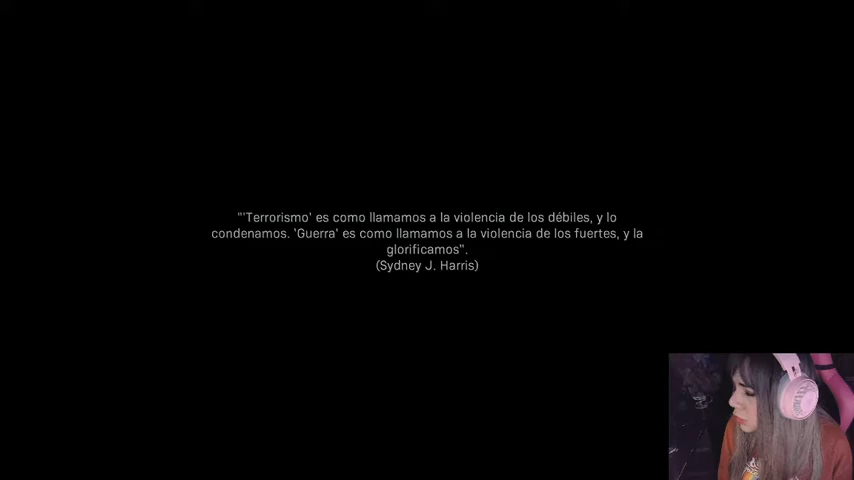 "'Terrorismo' es como llamamos a la violencia de los débiles, y lo
condenamos. 'Guerra' es como llamamos a la violencia de los fuertes, y la
glorificamos".
(Sydney J. Harris)